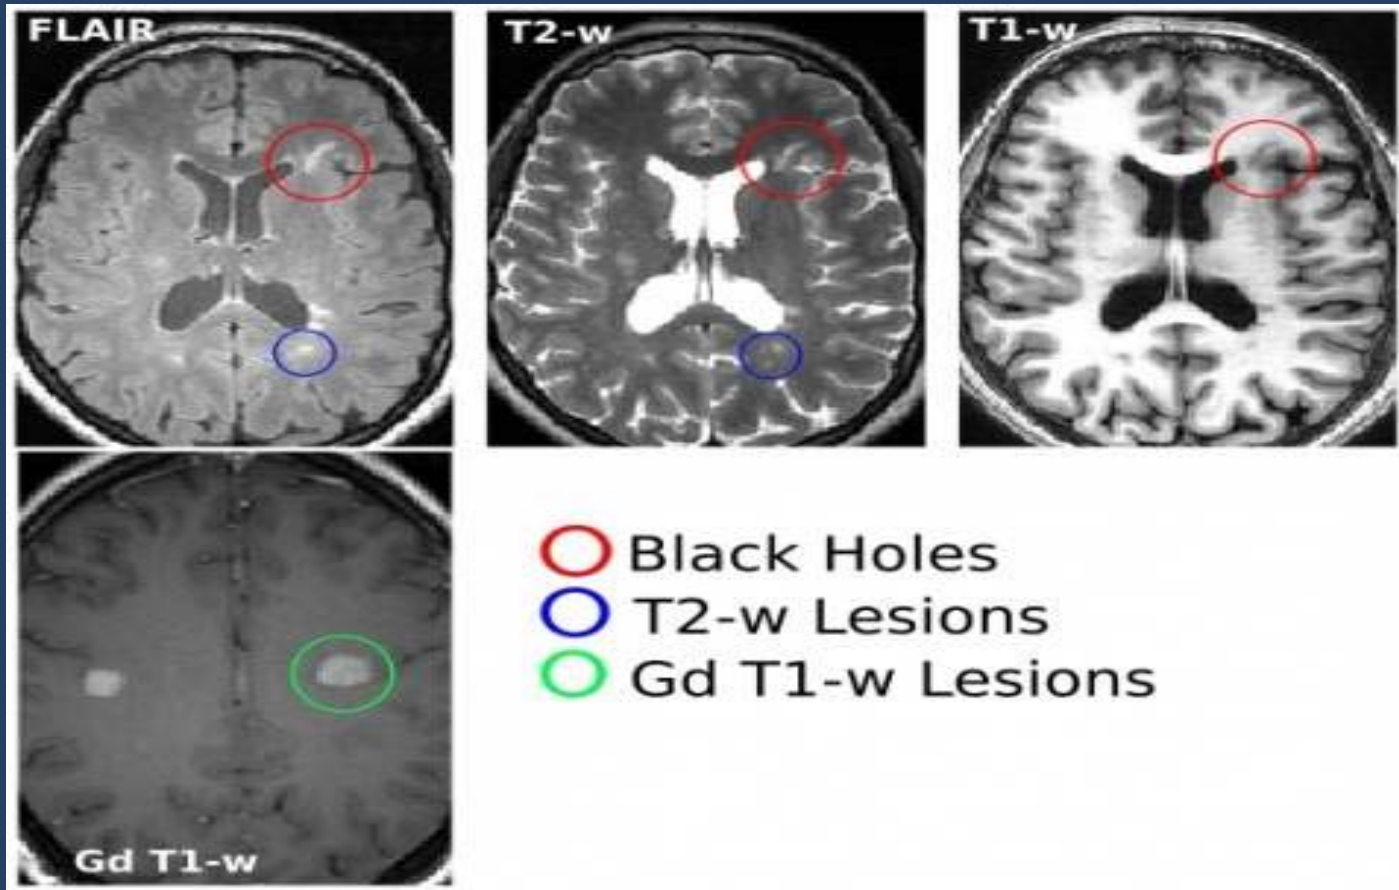 FLAIR
T2-w
T1-w
Gd T1-w
Black Holes
T2-w Lesions
Gd T1-w Lesions